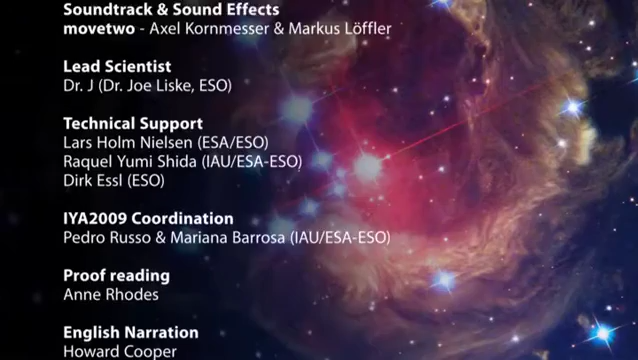 Soundtrack & Sound Effects
movetwo - Axel Kornmesser & Markus Löffler
Lead Scientist
Dr. J (Dr. Joe Liske, ESO)
Technical Support
Lars Holm Nielsen (ESA/ESO)
Raquel Yumi Shida (IAU/ESA-ESO)
Dirk Essl (ESO)
IYA2009 Coordination
Pedro Russo & Mariana Barrosa (IAU/ESA-ESO)
Proof reading
Anne Rhodes
English Narration
Howard Cooper